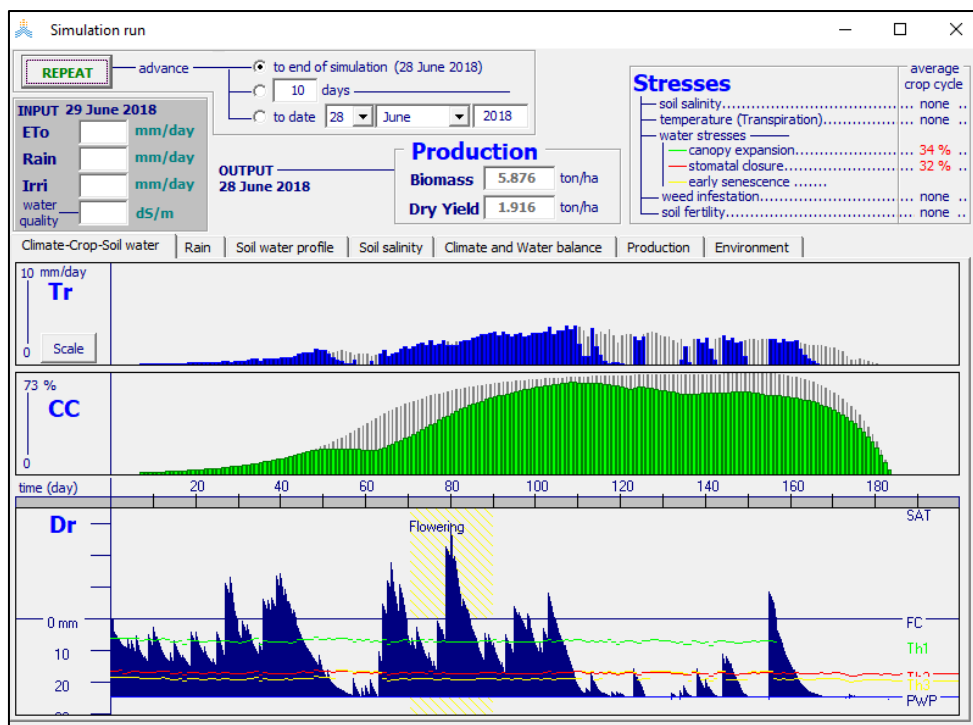 Simulation run
REPEAT
advance
to end of simulation (28 June 2018)
10 days
to date 28 June 2018
INPUT 29 June 2018
ETo mm/day
Rain mm/day
Irri mm/day
water quality dS/m
OUTPUT
28 June 2018
Production
Biomass 5.876 ton/ha
Dry Yield 1.916 ton/ha
Stresses
average
crop cycle
soil salinity.......................... none ..
temperature (Transpiration)............... none ..
water stresses
canopy expansion................ 34 % ..
stomatal closure................. 32 % ..
early senescence .......
weed infestation..................... none ..
soil fertility............................ none ..
Climate-Crop-Soil water Rain Soil water profile Soil salinity Climate and Water balance Production Environment
10 mm/day
Tr
0
Scale
73 %
CC
0
time (day) 20 40 60 80 100 120 140 160 180
Dr
Flowering
SAT
0 mm
FC
Th1
10
20
PWP